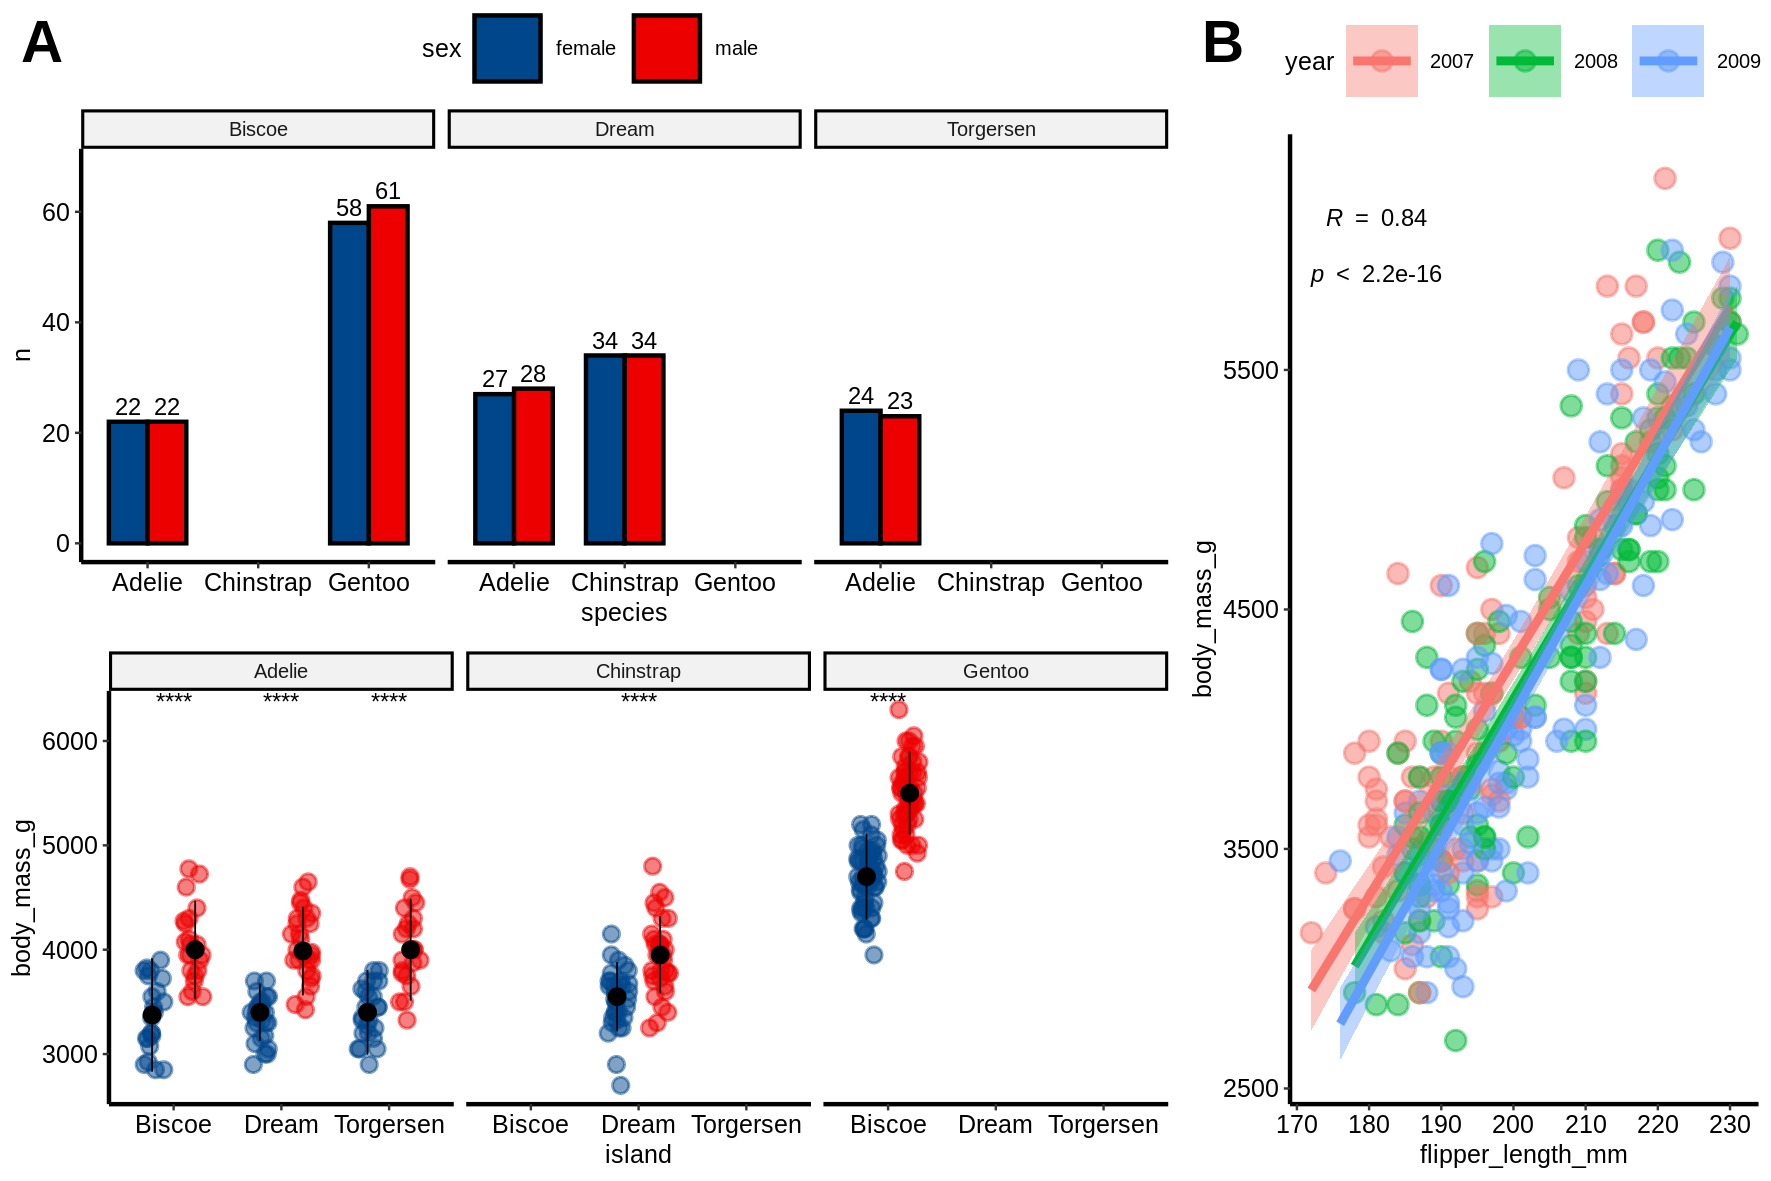 A
sex female male
Biscoe Dream Torgersen
n
60
40
20
0
22 22 58 61
27 28 34 34
24 23
Adelie Chinstrap Gentoo Adelie Chinstrap Gentoo Adelie Chinstrap Gentoo
species
Adelie Chinstrap Gentoo
**** **** **** **** ****
body_mass_g
6000
5000
4000
3000
Biscoe Dream Torgersen Biscoe Dream Torgersen Biscoe Dream Torgersen
island
B
year 2007 2008 2009
R = 0.84
p < 2.2e-16
body_mass_g
5500
4500
3500
2500
170 180 190 200 210 220 230
flipper_length_mm